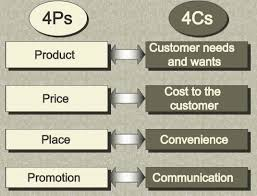 4Ps
4Cs
Product
Customer needs
and wants
Price
Cost to the
customer
Place
Convenience
Promotion
Communication